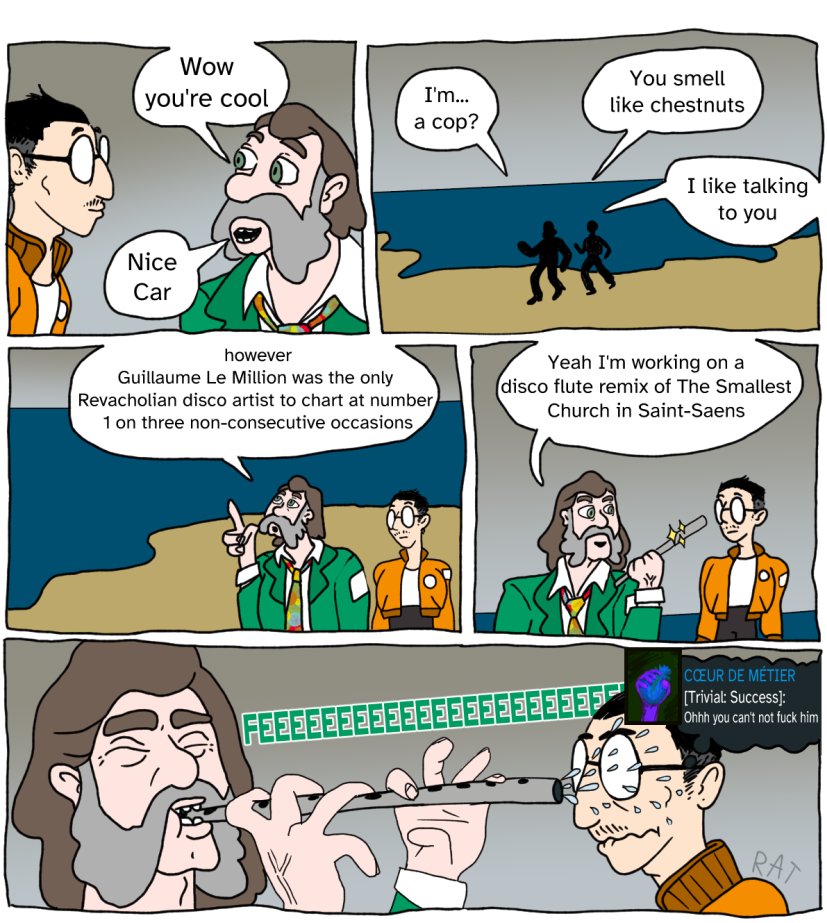 Wow
you're cool
Nice
Car
I'm...
a cop?
You smell
like chestnuts
I like talking
to you
however
Guillaume Le Million was the only
Revacholian disco artist to chart at number
1 on three non-consecutive occasions
Yeah I'm working on a
disco flute remix of The Smallest
Church in Saint-Saens
FEEEEEEEEEEEEEEEEEEEEEEE
CŒUR DE MÉTIER
[Trivial: Success]:
Ohhh you can't not fuck him
RAT